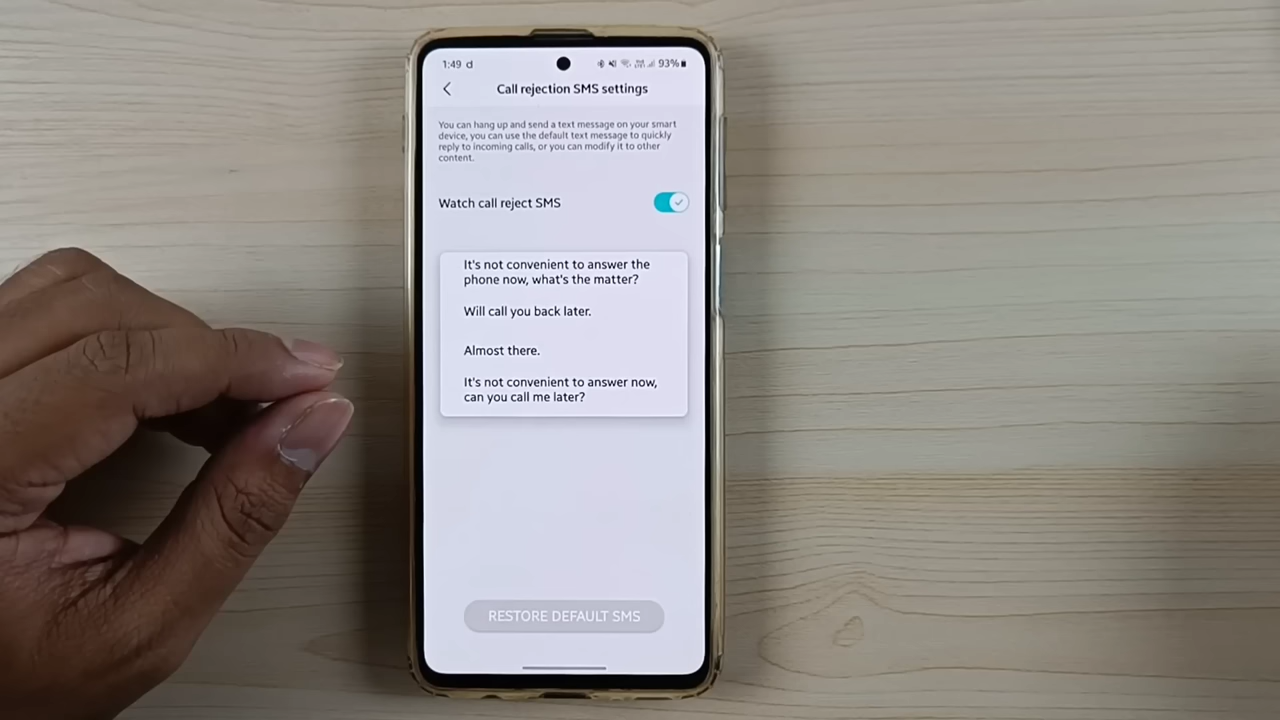 1:49 d
93%
Call rejection SMS settings
You can hang up and send a text message on your smart
device, you can use the default text message to quickly
reply to incoming calls, or you can modify it to other
content.
Watch call reject SMS
It's not convenient to answer the
phone now, what's the matter?
Will call you back later.
Almost there.
It's not convenient to answer now,
can you call me later?
RESTORE DEFAULT SMS